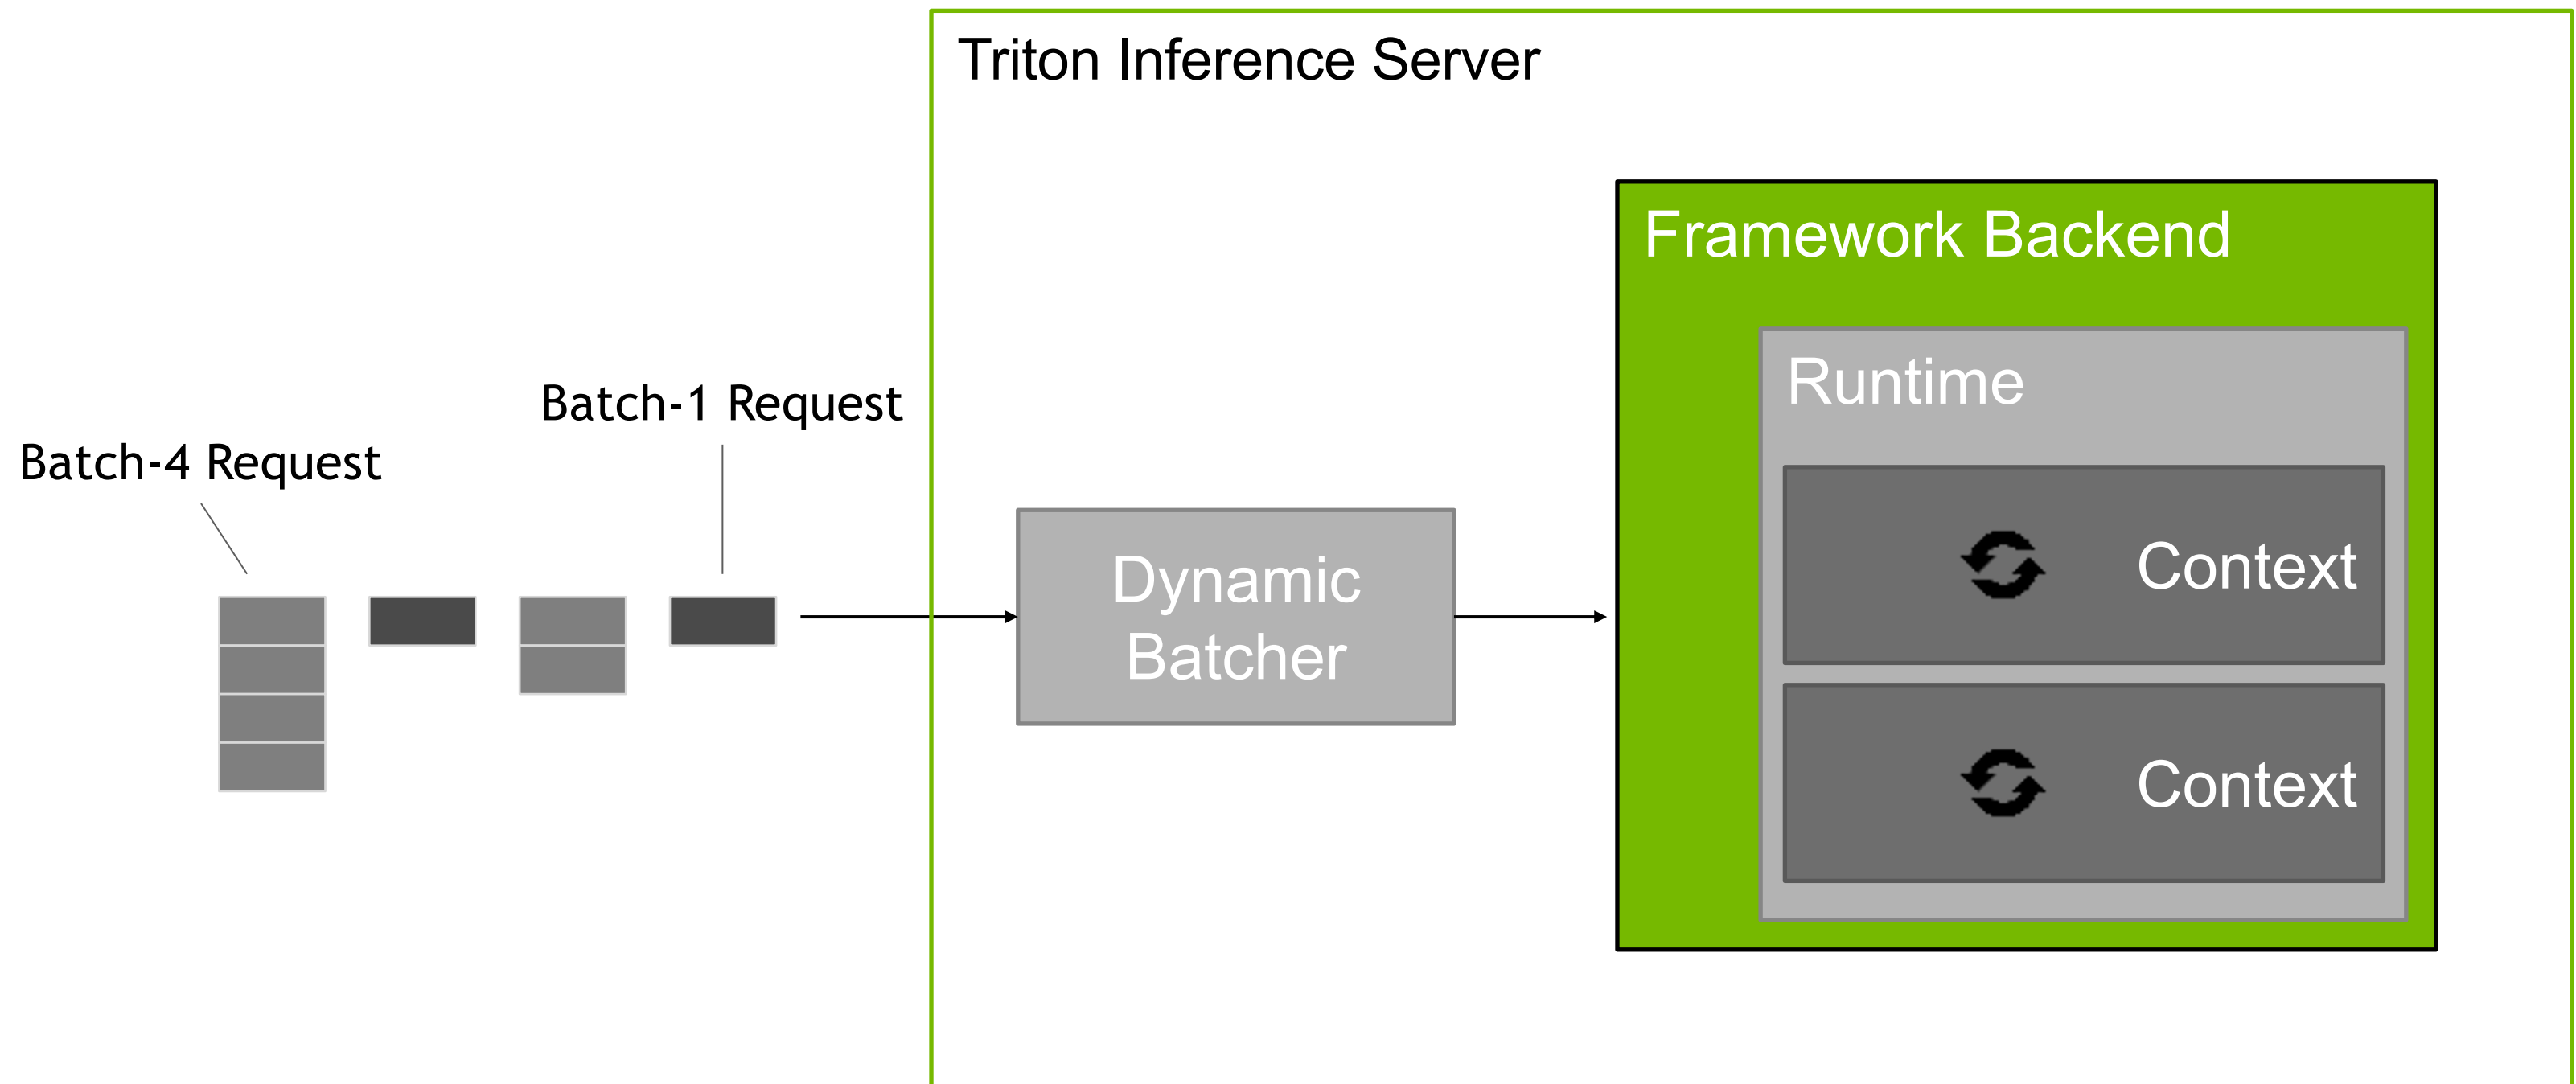 Triton Inference Server
Framework Backend
Runtime
Batch-1 Request
Batch-4 Request
Dynamic
Batcher
Context
Context